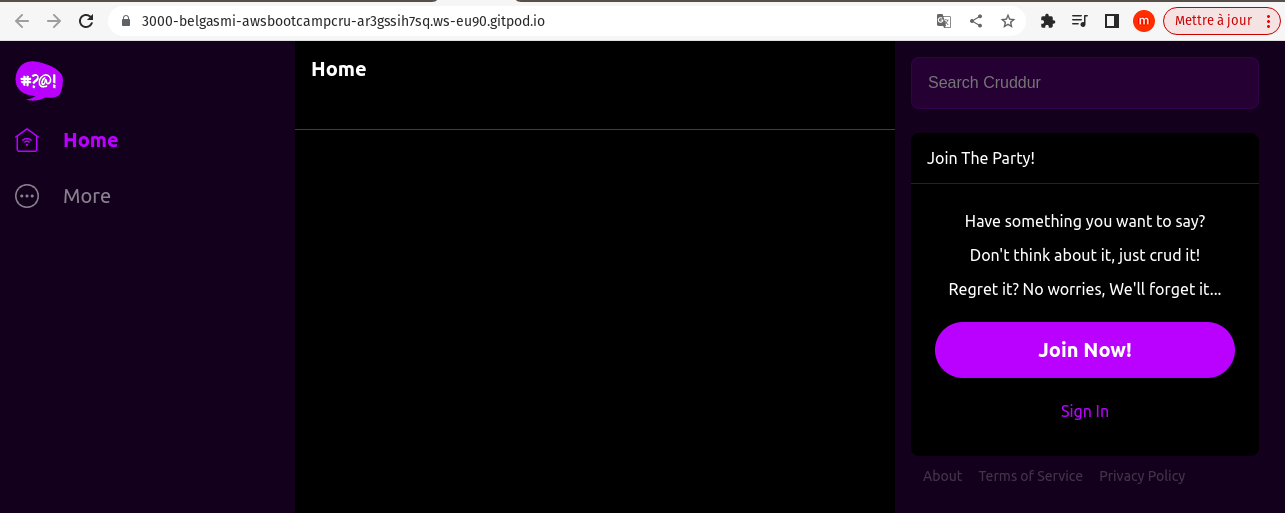 3000-belgasmi-awsbootcampcru-ar3gssih7sq.ws-eu90.gitpod.io
m
Mettre à jour
#?@!
Home
More
Home
Search Cruddur
Join The Party!
Have something you want to say?
Don't think about it, just crud it!
Regret it? No worries, We'll forget it...
Join Now!
Sign In
About Terms of Service Privacy Policy